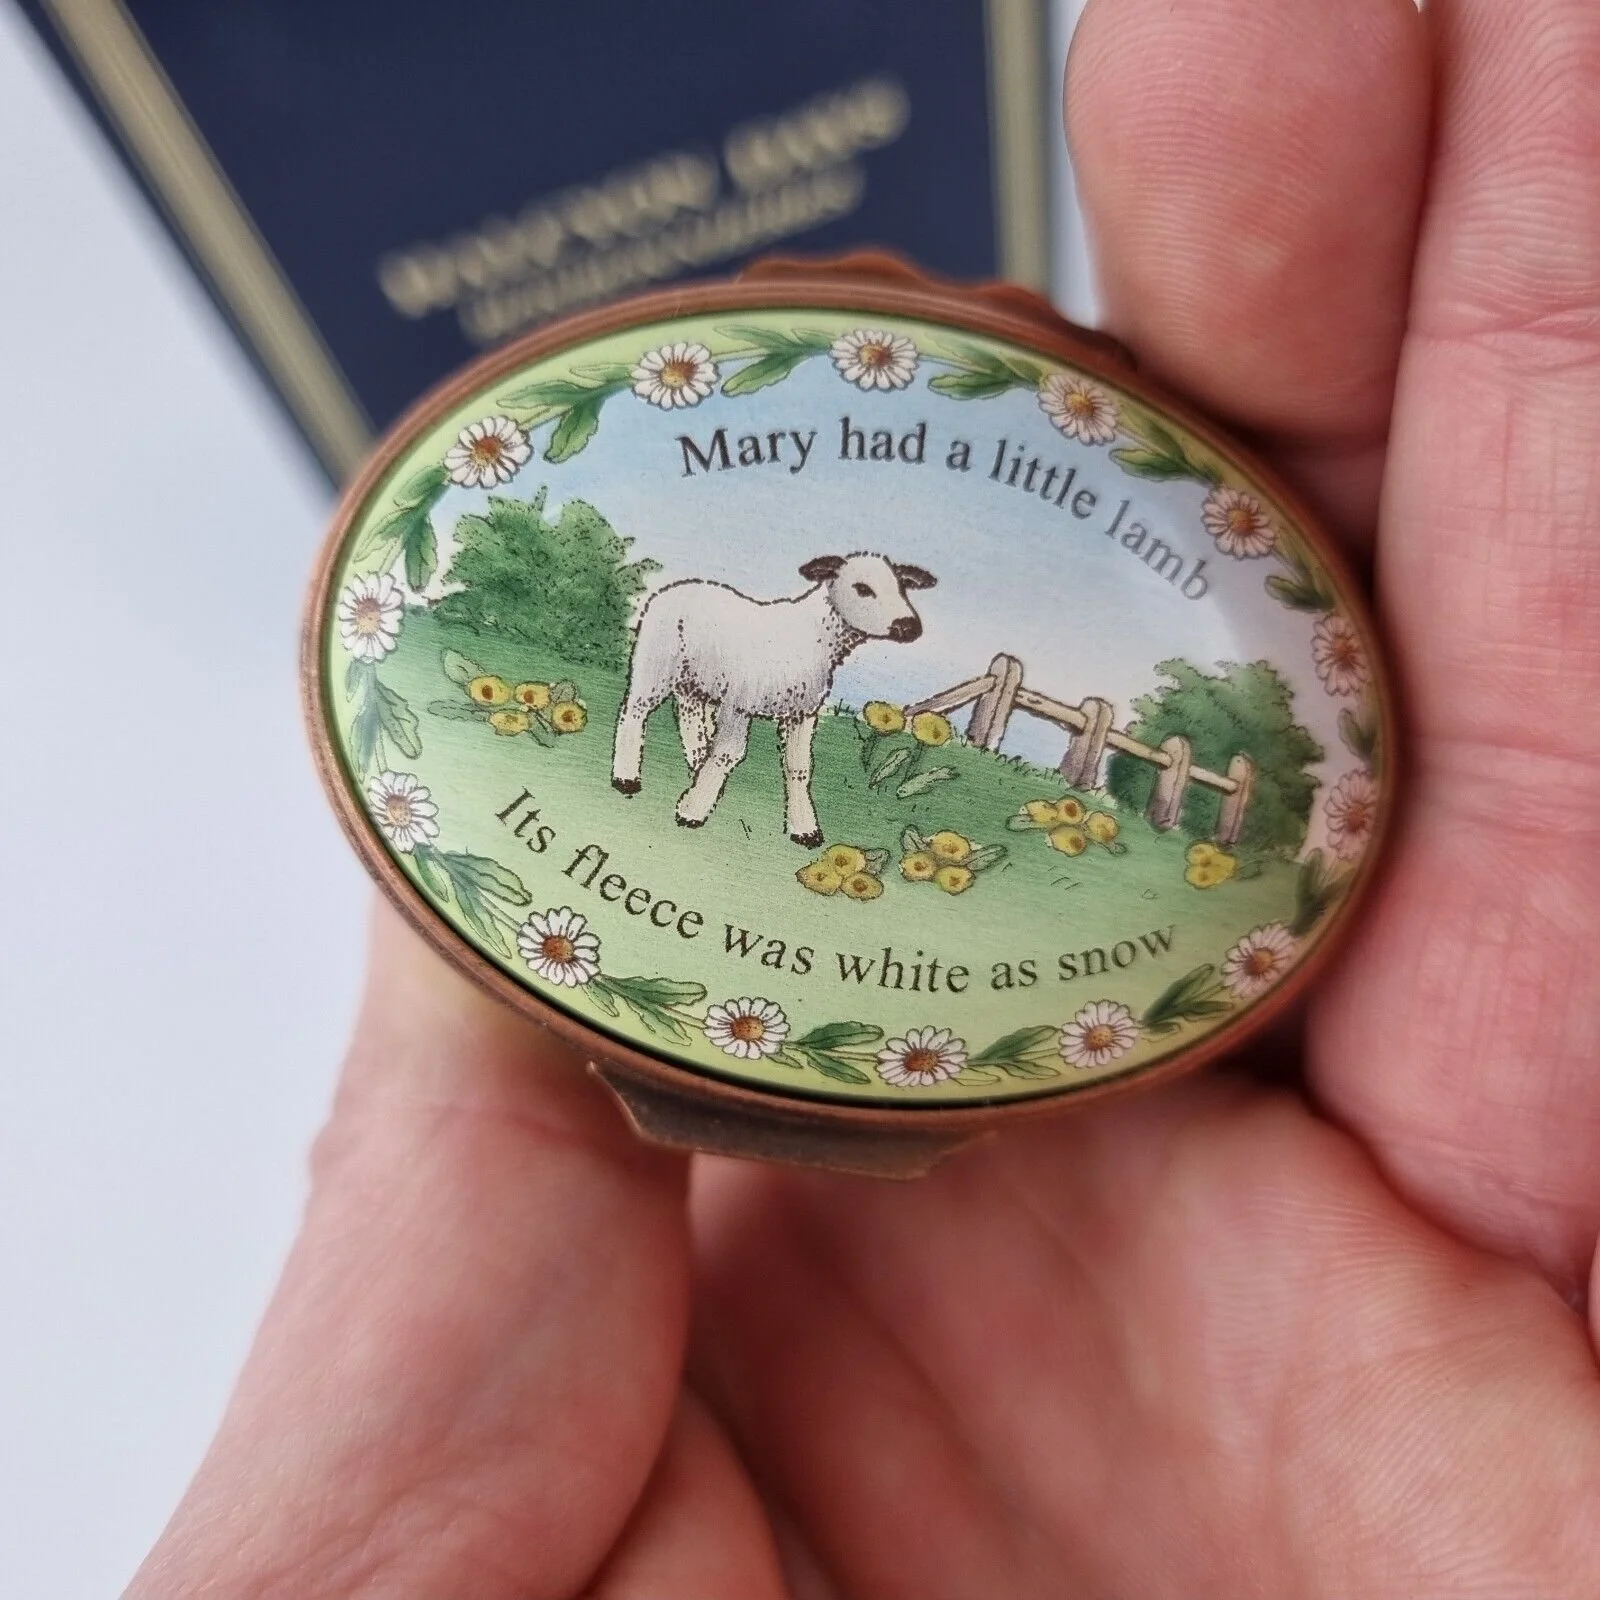 Mary had a little lamb
Its fleece was white as snow